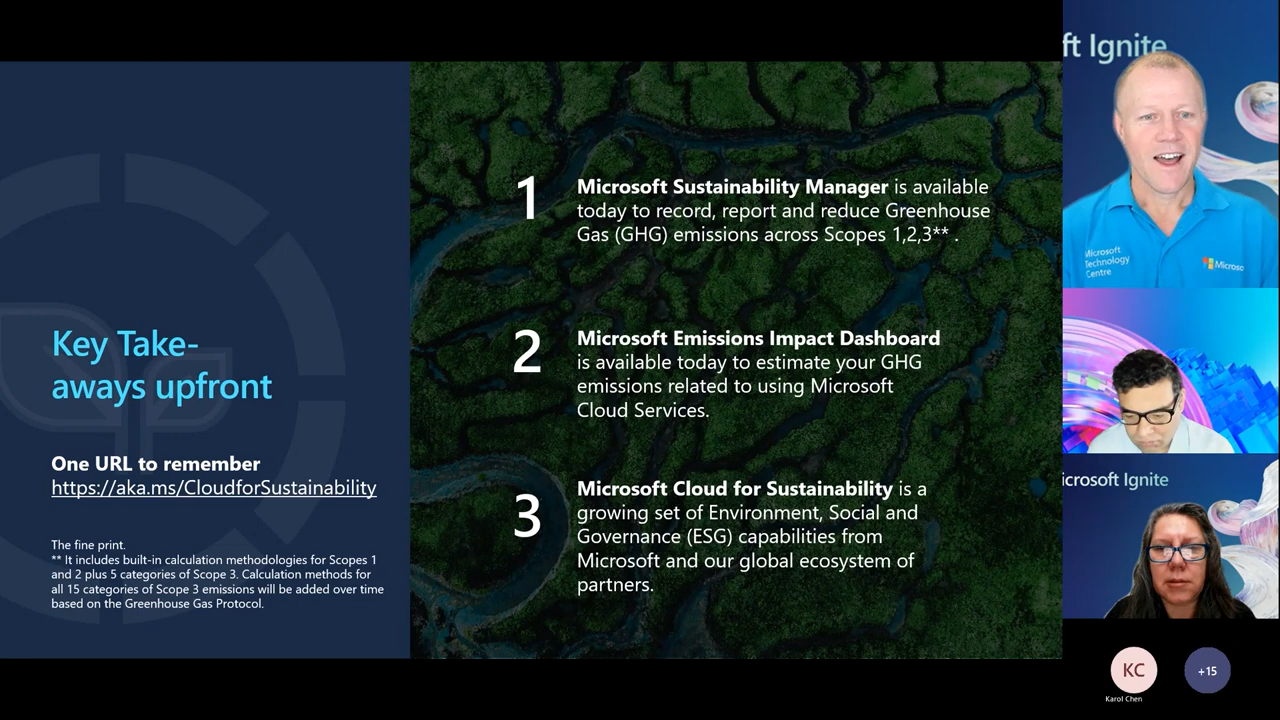 Key Take-
aways upfront
One URL to remember
https://aka.ms/CloudforSustainability
The fine print.
** It includes built-in calculation methodologies for Scopes 1
and 2 plus 5 categories of Scope 3. Calculation methods for
all 15 categories of Scope 3 emissions will be added over time
based on the Greenhouse Gas Protocol.
1
Microsoft Sustainability Manager is available
today to record, report and reduce Greenhouse
Gas (GHG) emissions across Scopes 1,2,3** .
2
Microsoft Emissions Impact Dashboard
is available today to estimate your GHG
emissions related to using Microsoft
Cloud Services.
3
Microsoft Cloud for Sustainability is a
growing set of Environment, Social and
Governance (ESG) capabilities from
Microsoft and our global ecosystem of
partners.
ft Ignite
Microsoft
Technology
Centre
Microso
icrosoft Ignite
KC
Karol Chen
+15